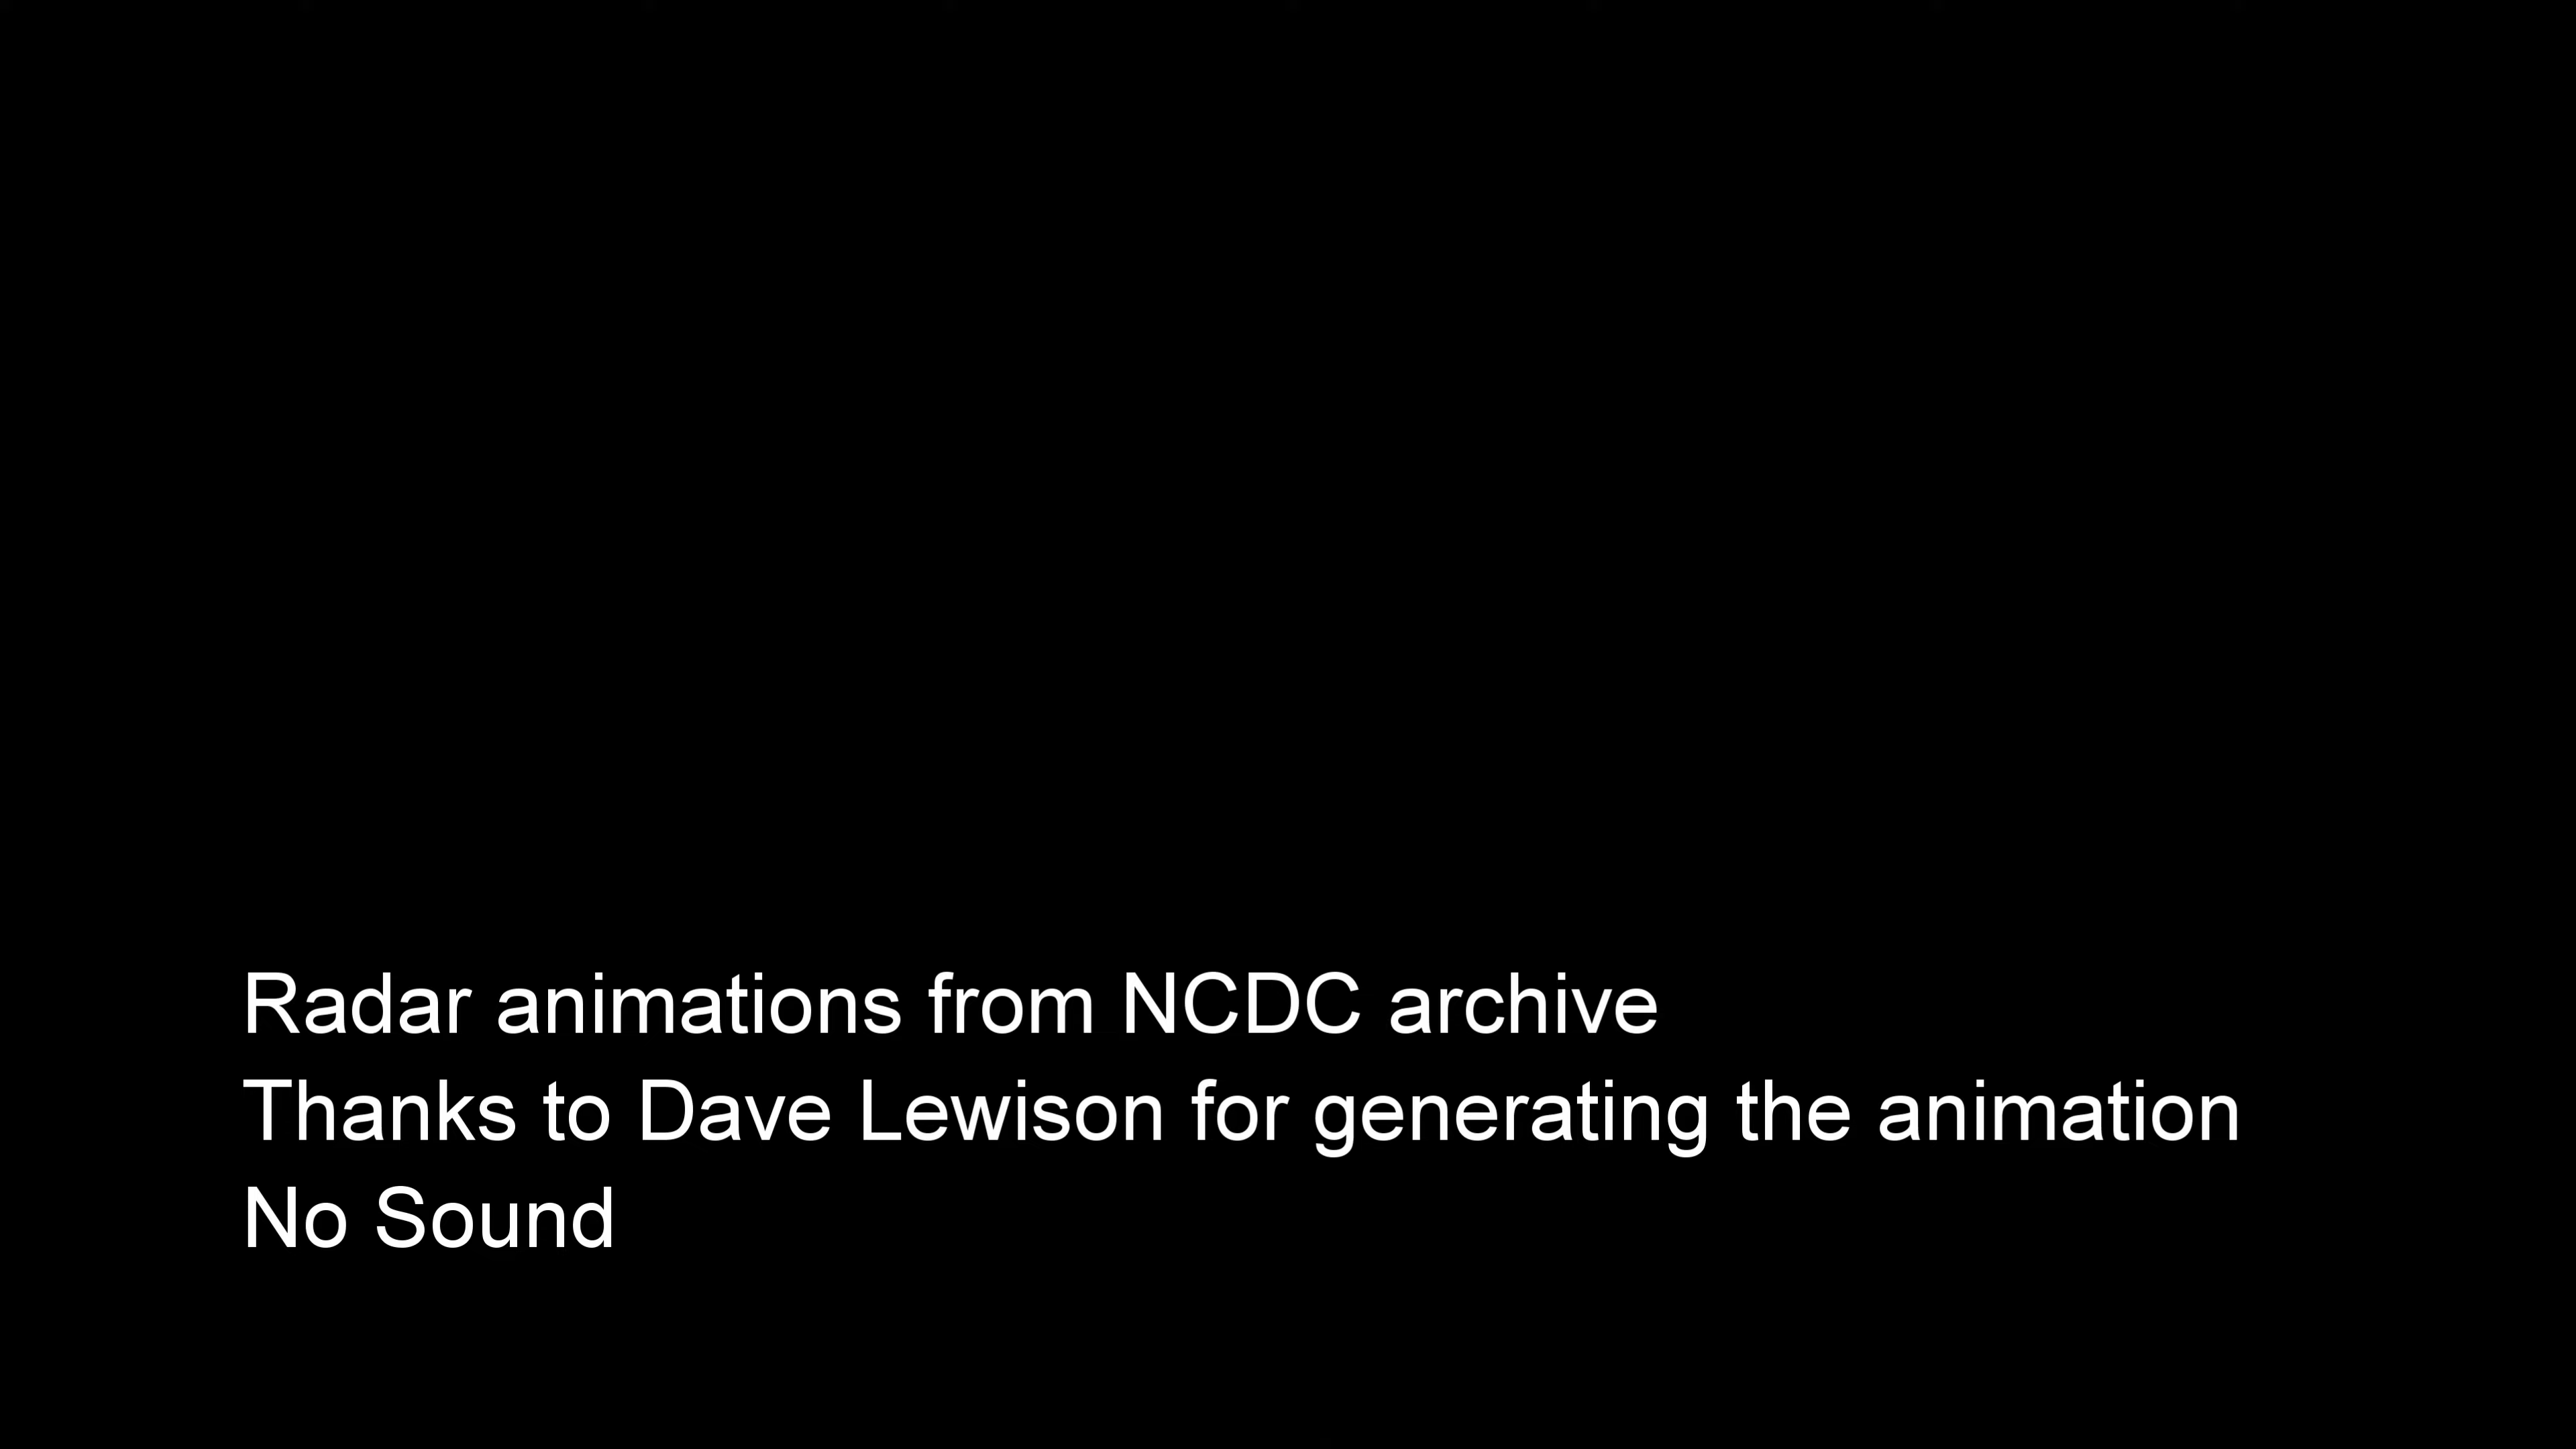 Radar animations from NCDC archive
Thanks to Dave Lewison for generating the animation
No Sound